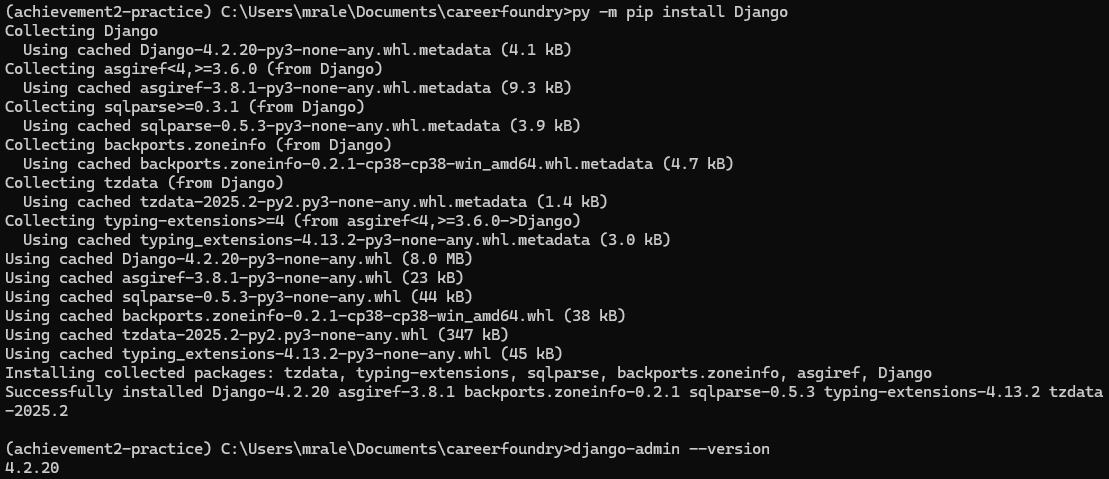 (achievement2-practice) C:\Users\mrale\Documents\careerfoundry>py -m pip install Django
Collecting Django
  Using cached Django-4.2.20-py3-none-any.whl.metadata (4.1 kB)
Collecting asgiref<4,>=3.6.0 (from Django)
  Using cached asgiref-3.8.1-py3-none-any.whl.metadata (9.3 kB)
Collecting sqlparse>=0.3.1 (from Django)
  Using cached sqlparse-0.5.3-py3-none-any.whl.metadata (3.9 kB)
Collecting backports.zoneinfo (from Django)
  Using cached backports.zoneinfo-0.2.1-cp38-cp38-win_amd64.whl.metadata (4.7 kB)
Collecting tzdata (from Django)
  Using cached tzdata-2025.2-py2.py3-none-any.whl.metadata (1.4 kB)
Collecting typing-extensions>=4 (from asgiref<4,>=3.6.0->Django)
  Using cached typing_extensions-4.13.2-py3-none-any.whl.metadata (3.0 kB)
Using cached Django-4.2.20-py3-none-any.whl (8.0 MB)
Using cached asgiref-3.8.1-py3-none-any.whl (23 kB)
Using cached sqlparse-0.5.3-py3-none-any.whl (44 kB)
Using cached backports.zoneinfo-0.2.1-cp38-cp38-win_amd64.whl (38 kB)
Using cached tzdata-2025.2-py2.py3-none-any.whl (347 kB)
Using cached typing_extensions-4.13.2-py3-none-any.whl (45 kB)
Installing collected packages: tzdata, typing-extensions, sqlparse, backports.zoneinfo, asgiref, Django
Successfully installed Django-4.2.20 asgiref-3.8.1 backports.zoneinfo-0.2.1 sqlparse-0.5.3 typing-extensions-4.13.2 tzdata
-2025.2
(achievement2-practice) C:\Users\mrale\Documents\careerfoundry>django-admin --version
4.2.20